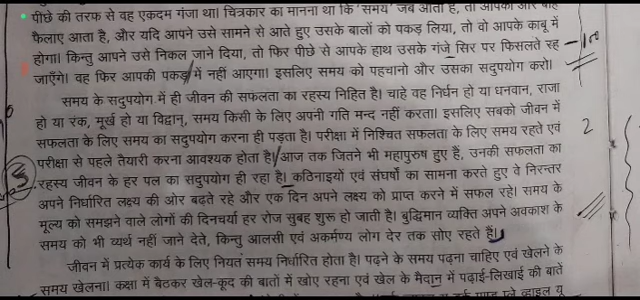 पीछे की तरफ से वह एकदम गंजा था। चित्रकार का मानना था कि 'समय' जब आता है, तो आपकी ओर
फैलाए आता है, और यदि आपने उसे सामने से आते हुए उसके बालों को पकड़ लिया, तो वो आपके काबू में
होगा। किन्तु आपने उसे निकल जाने दिया, तो फिर पीछे से आपके हाथ उसके गंजे सिर पर फिसलते रह
जाएँगे। वह फिर आपकी पकड़ में नहीं आएगा। इसलिए समय को पहचानो और उसका सदुपयोग करो।
समय के सदुपयोग में ही जीवन की सफलता का रहस्य निहित है। चाहे वह निर्धन हो या धनवान, राजा
हो या रंक, मूर्ख हो या विद्वान्, समय किसी के लिए अपनी गति मन्द नहीं करता। इसलिए सबको जीवन में
सफलता के लिए समय का सदुपयोग करना ही पड़ता है। परीक्षा में निश्चित सफलता के लिए समय रहते एवं
2
परीक्षा से पहले तैयारी करना आवश्यक होता है। आज तक जितने भी महापुरुष हुए हैं, उनकी सफलता का
रहस्य जीवन के हर पल का सदुपयोग ही रहा है। कठिनाइयों एवं संघर्षों का सामना करते हुए वे निरन्तर
अपने निर्धारित लक्ष्य की ओर बढ़ते रहे और एक दिन अपने लक्ष्य को प्राप्त करने में सफल रहे। समय के
मूल्य को समझने वाले लोगों की दिनचर्या हर रोज सुबह शुरू हो जाती है। बुद्धिमान व्यक्ति अपने अवकाश के
समय को भी व्यर्थ नहीं जाने देते, किन्तु आलसी एवं अकर्मण्य लोग देर तक सोए रहते हैं।
जीवन में प्रत्येक कार्य के लिए नियत समय निर्धारित होता है। पढ़ने के समय पढ़ना चाहिए एवं खेलने के
समय खेलना। कक्षा में बैठकर खेल-कूद की बातों में खोए रहना एवं खेल के मैदान में पढ़ाई-लिखाई की बातें